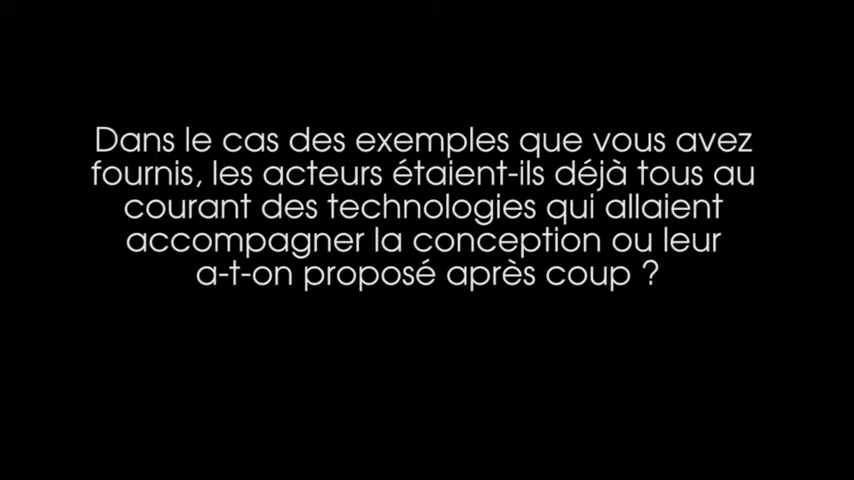 Dans le cas des exemples que vous avez
fournis, les acteurs étaient-ils déjà tous au
courant des technologies qui allaient
accompagner la conception ou leur
a-t-on proposé après coup ?